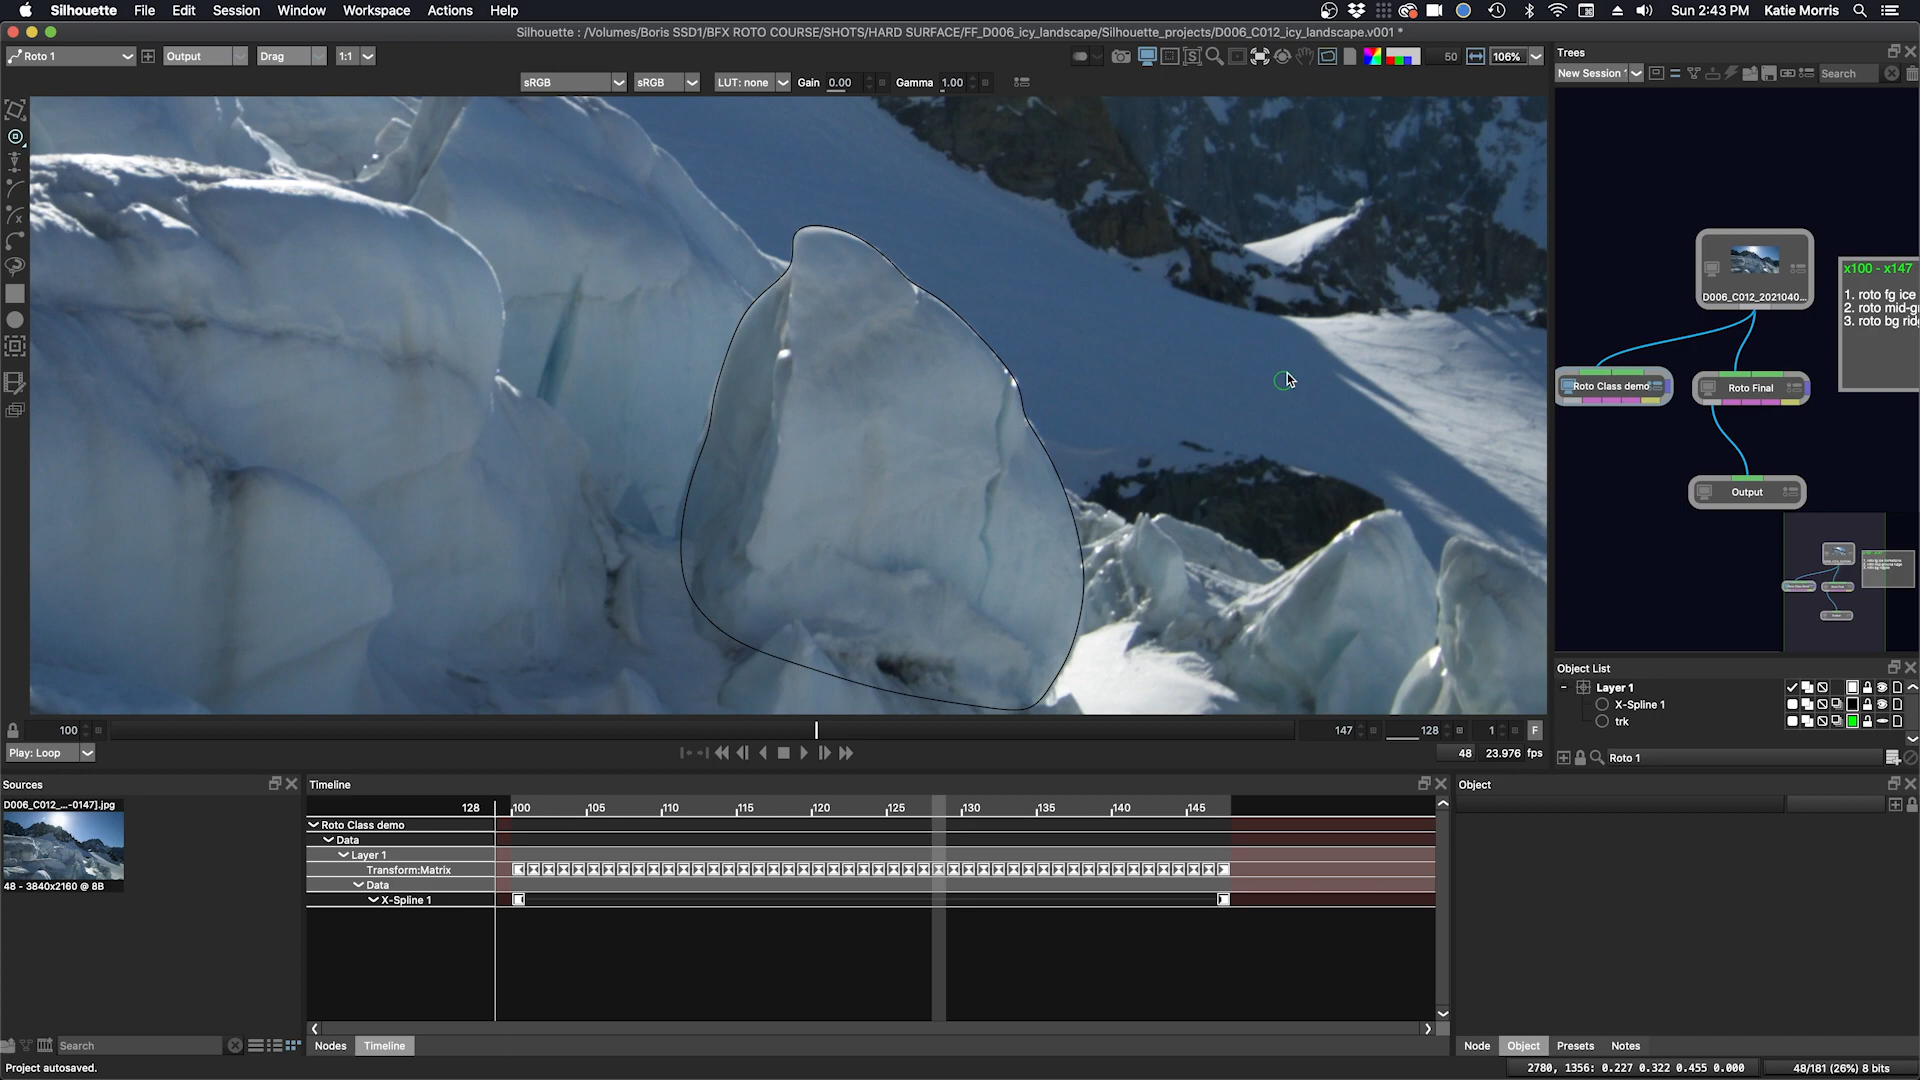 Silhouette File Edit Session Window Workspace Actions Help
Sun 2:43 PM Katie Morris
Silhouette : /Volumes/Boris SSD1/BFX ROTO COURSE/SHOTS/HARD SURFACE/FF_D006_icy_landscape/Silhouette_projects/D006_C012_icy_landscape.v001 *
Roto 1 Output Drag 1:1 50 106%
sRGB sRGB LUT: none Gain 0.00 Gamma 1.00
Trees
New Session Search
D006_C012_2021040...
x100 - x147
1. roto fg ice
2. roto mid-g
3. roto bg rid
Roto Class demo
Roto Final
Output
Object List
Layer 1
X-Spline 1
trk
Roto 1
100 147 128 1 F
Play: Loop 48 23.976 fps
Sources
D006_C012_...-0147].jpg
48 - 3840x2160 @ 8B
Search
Timeline
128 100 105 110 115 120 125 130 135 140 145
Roto Class demo
Data
Layer 1
Transform:Matrix
Data
X-Spline 1
Nodes Timeline
Object
Node Object Presets Notes
Project autosaved.
2780, 1356: 0.227 0.322 0.455 0.000 48/181 (26%) 8 bits